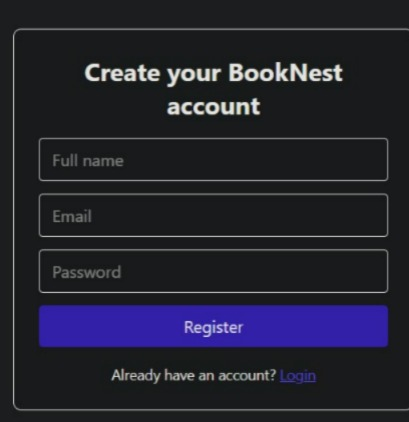 Create your BookNest
account
Full name
Email
Password
Register
Already have an account? Login